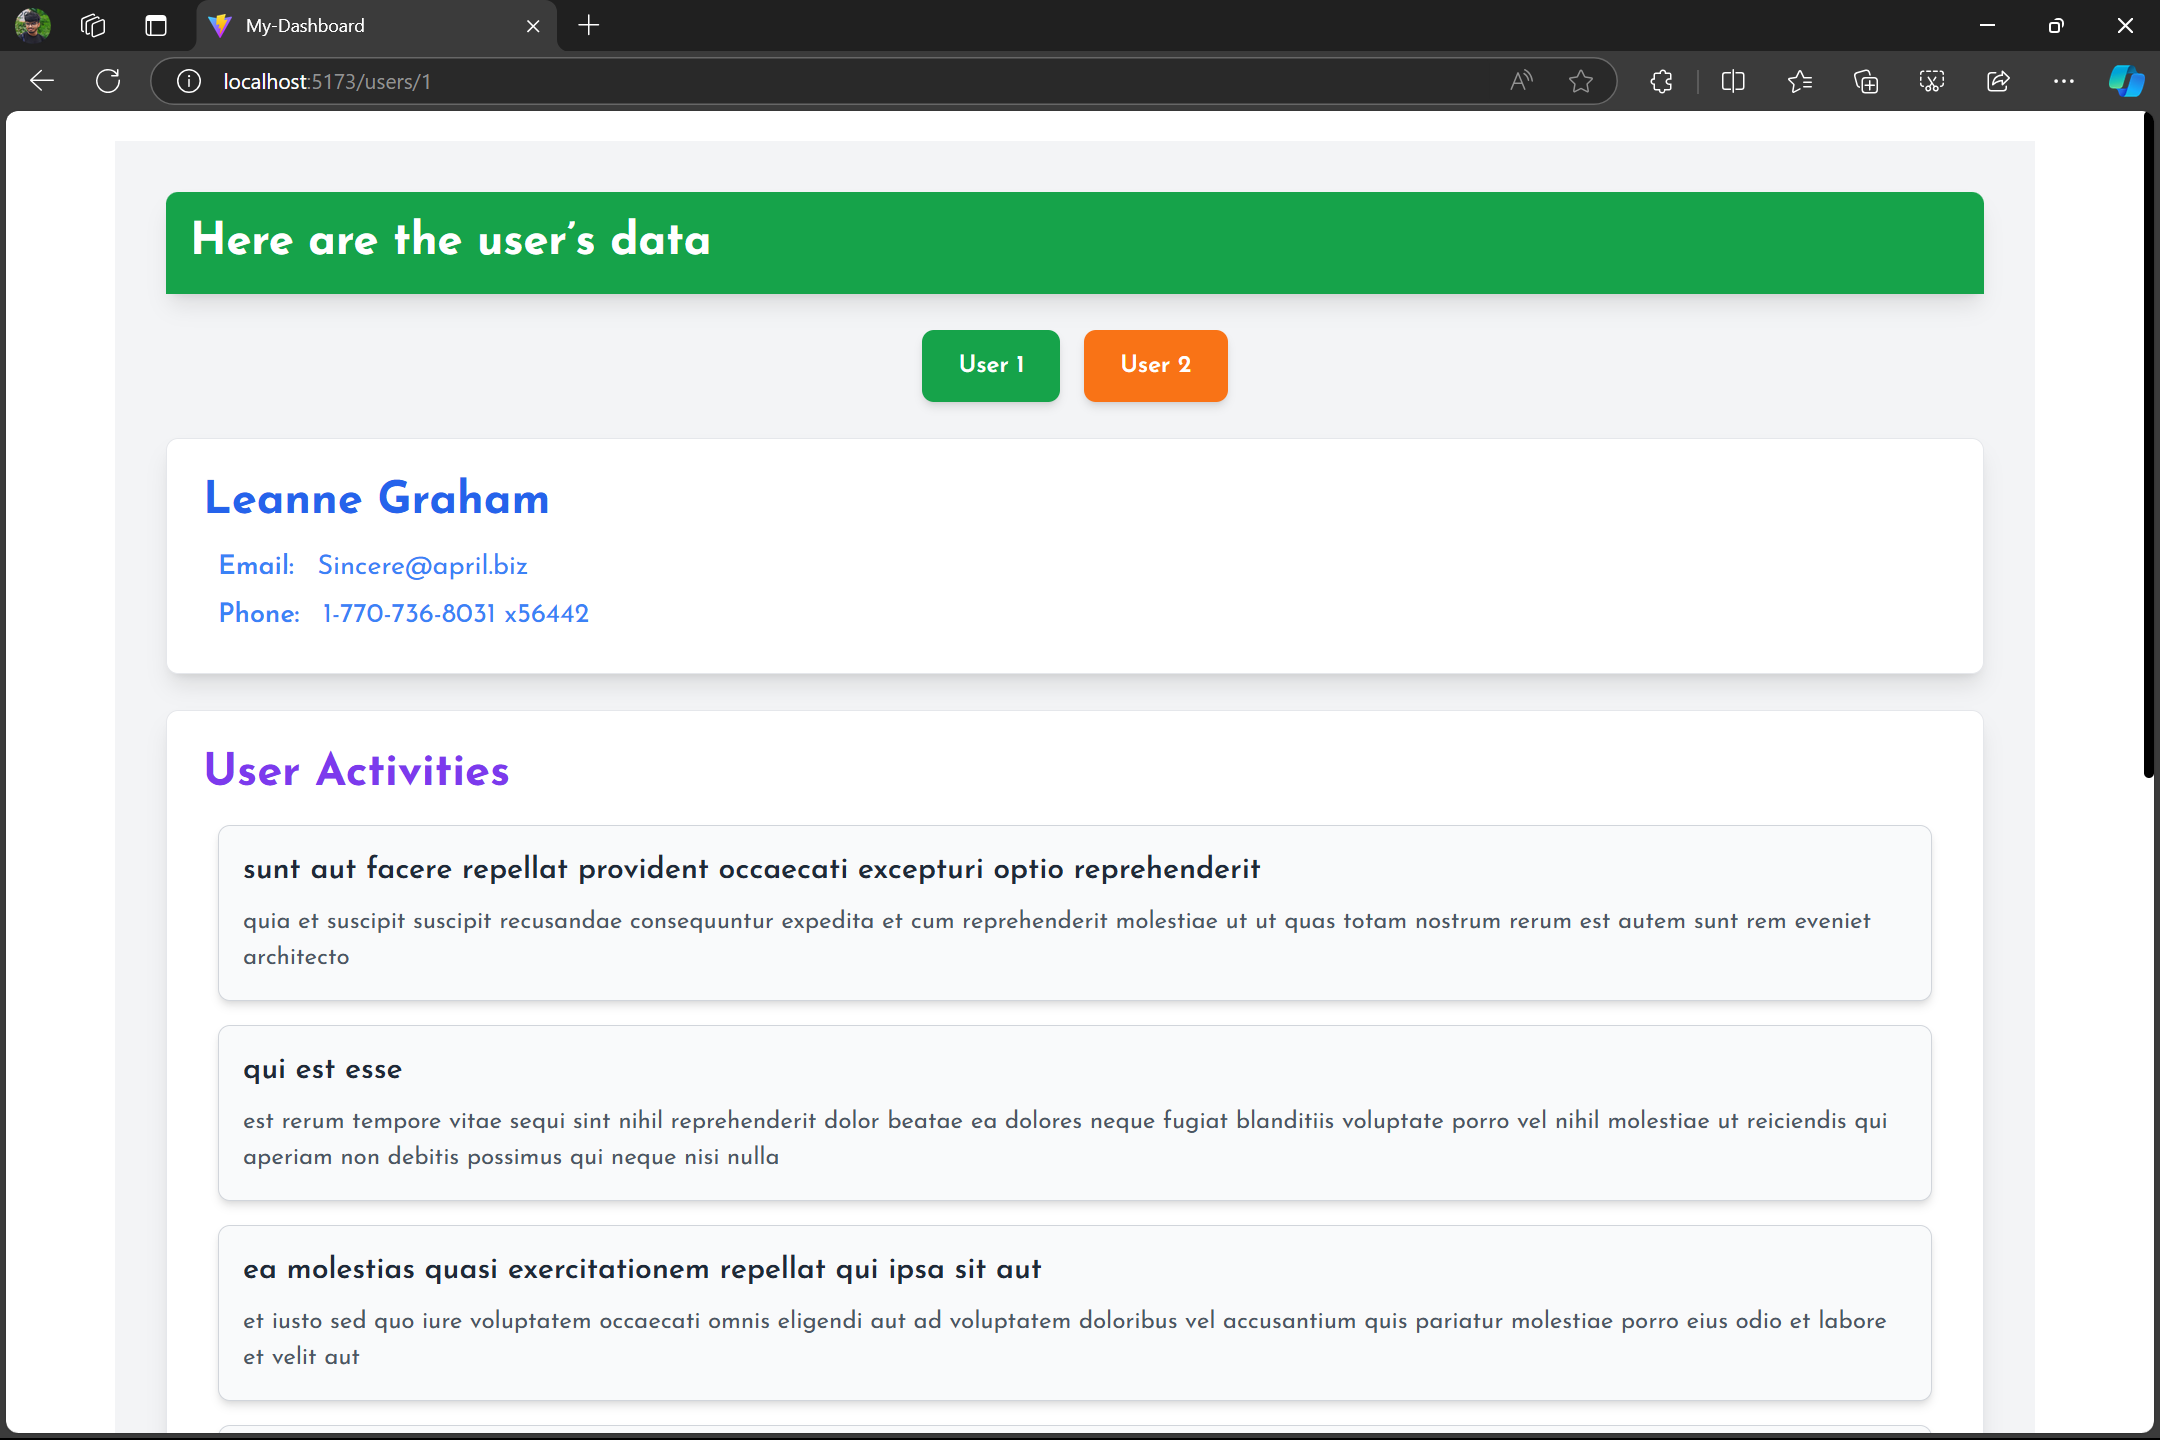 My-Dashboard
localhost:5173/users/1
Here are the user's data
User 1
User 2
Leanne Graham
Email: Sincere@april.biz
Phone: 1-770-736-8031 x56442
User Activities
sunt aut facere repellat provident occaecati excepturi optio reprehenderit
quia et suscipit suscipit recusandae consequuntur expedita et cum reprehenderit molestiae ut ut quas totam nostrum rerum est autem sunt rem eveniet
architecto
qui est esse
est rerum tempore vitae sequi sint nihil reprehenderit dolor beatae ea dolores neque fugiat blanditiis voluptate porro vel nihil molestiae ut reiciendis qui
aperiam non debitis possimus qui neque nisi nulla
ea molestias quasi exercitationem repellat qui ipsa sit aut
et iusto sed quo iure voluptatem occaecati omnis eligendi aut ad voluptatem doloribus vel accusantium quis pariatur molestiae porro eius odio et labore
et velit aut